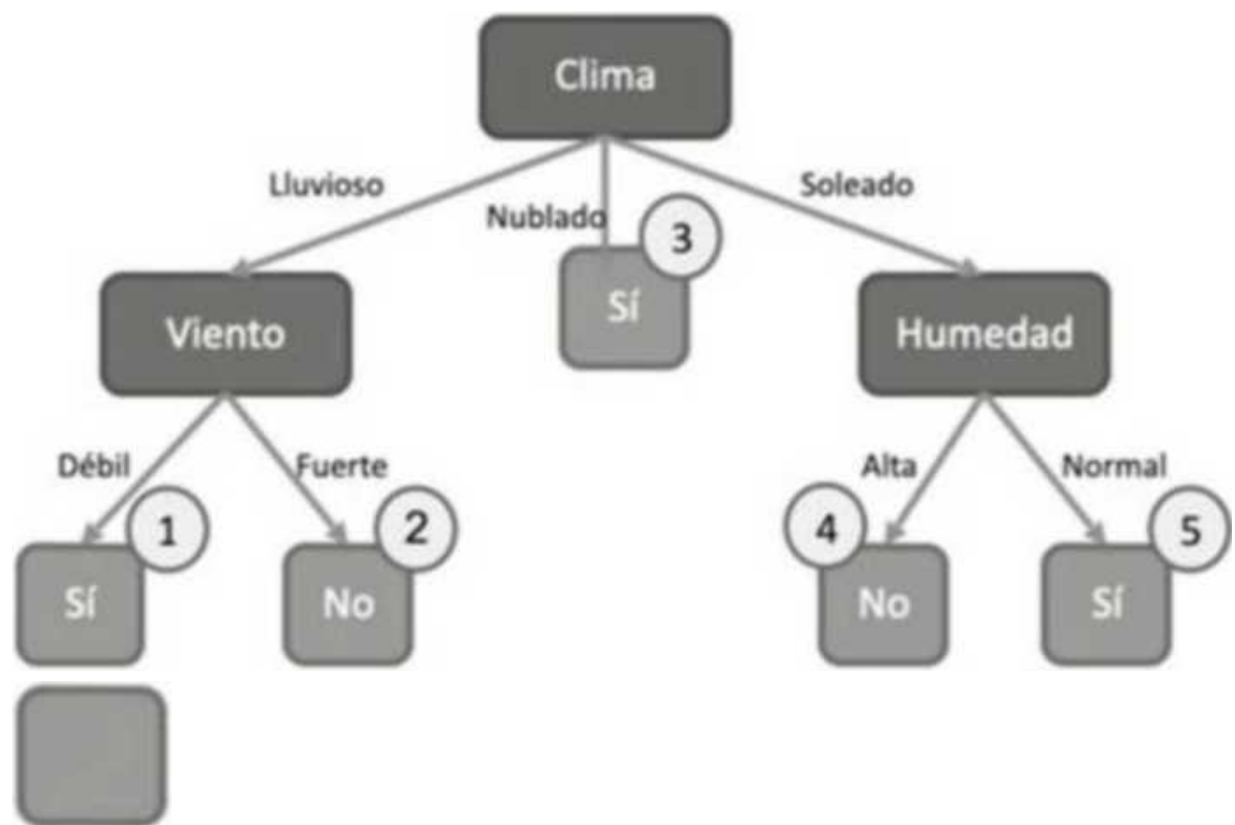 Clima
Lluvioso
Soleado
Nublado
3
Sí
Viento
Humedad
Débil
Fuerte
Alta
Normal
1
2
4
5
Sí
No
No
Sí